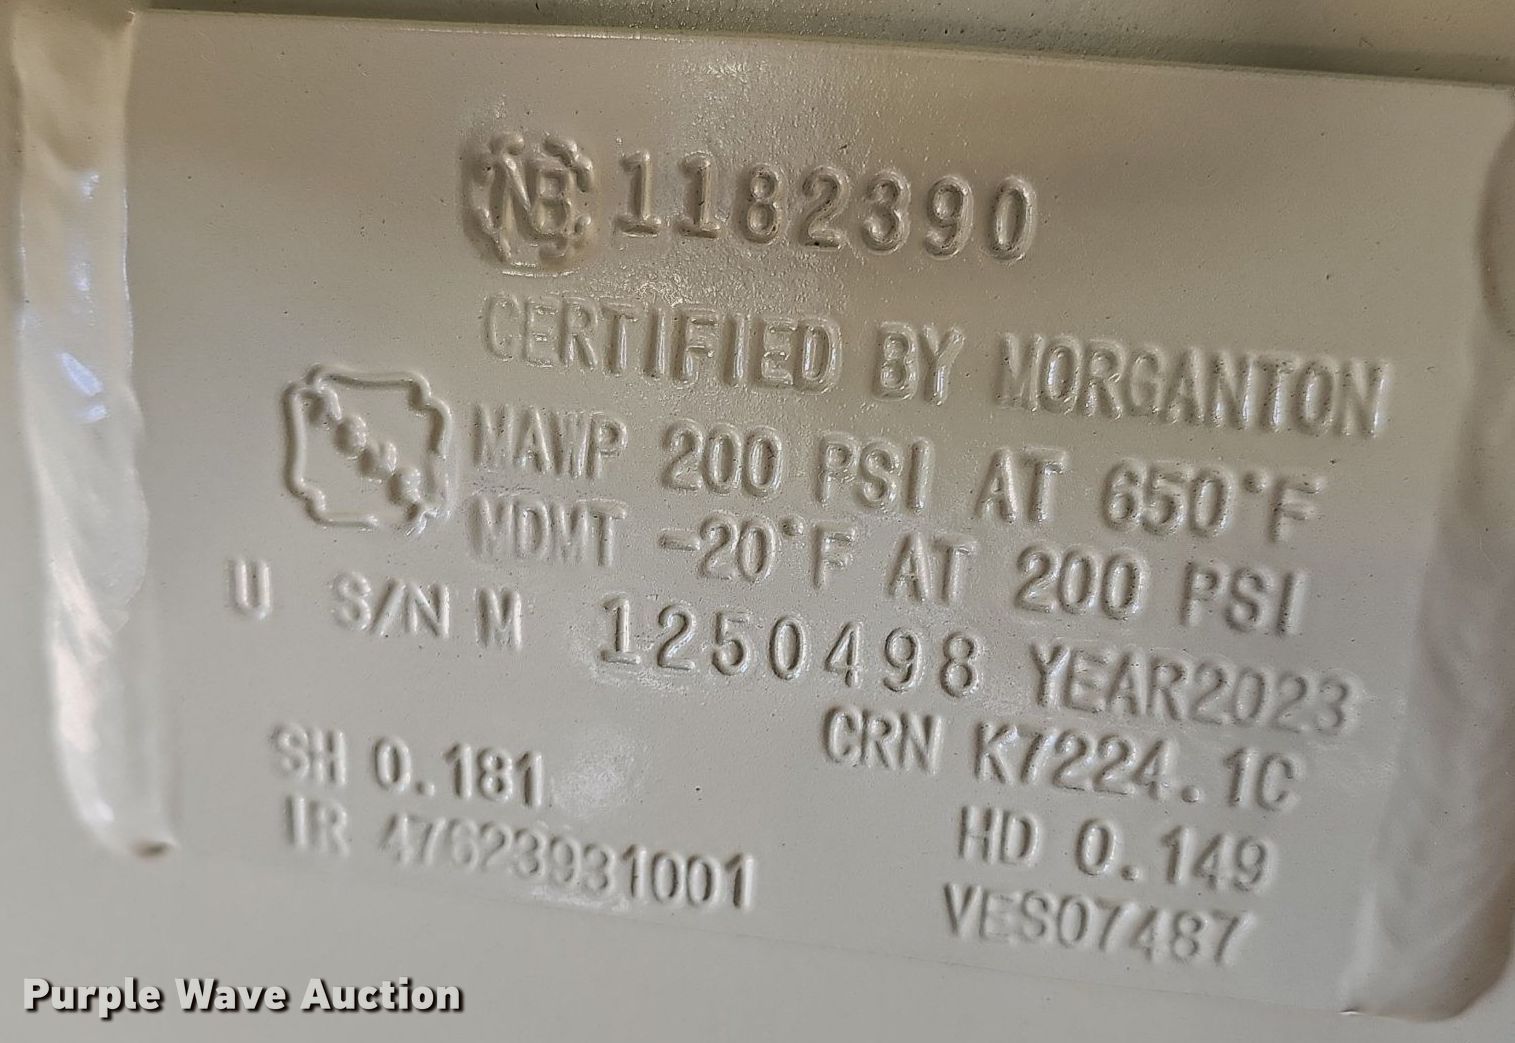 NB 1182390
CERTIFIED BY MORGANTON
ASME
MAWP 200 PSI AT 650°F
MDMT -20°F AT 200 PSI
U S/N M 1250498 YEAR2023
CRN K7224.1C
SH 0.181
HD 0.149
IR 47623931001
VES07487
Purple Wave Auction